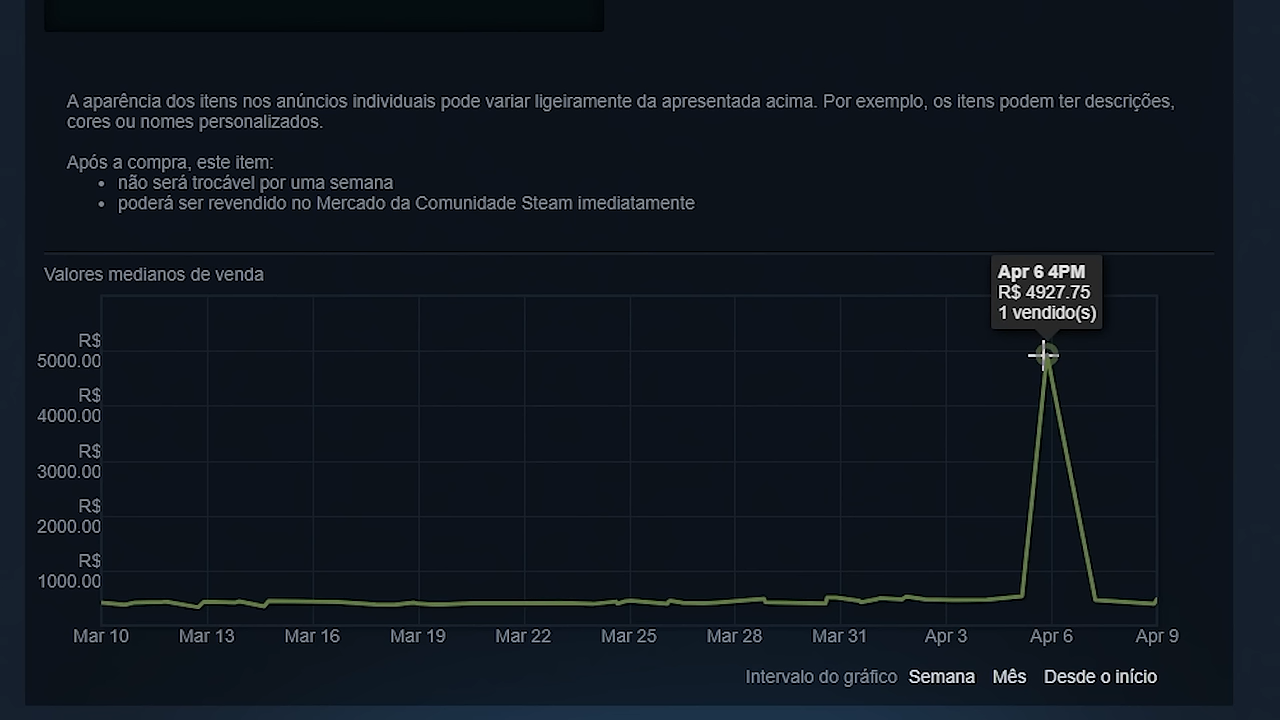 A aparência dos itens nos anúncios individuais pode variar ligeiramente da apresentada acima. Por exemplo, os itens podem ter descrições,
cores ou nomes personalizados.
Após a compra, este item:
não será trocável por uma semana
poderá ser revendido no Mercado da Comunidade Steam imediatamente
Valores medianos de venda
Apr 6 4PM
R$ 4927.75
1 vendido(s)
R$
5000.00
R$
4000.00
R$
3000.00
R$
2000.00
R$
1000.00
Mar 10 Mar 13 Mar 16 Mar 19 Mar 22 Mar 25 Mar 28 Mar 31 Apr 3 Apr 6 Apr 9
Intervalo do gráfico Semana Mês Desde o início